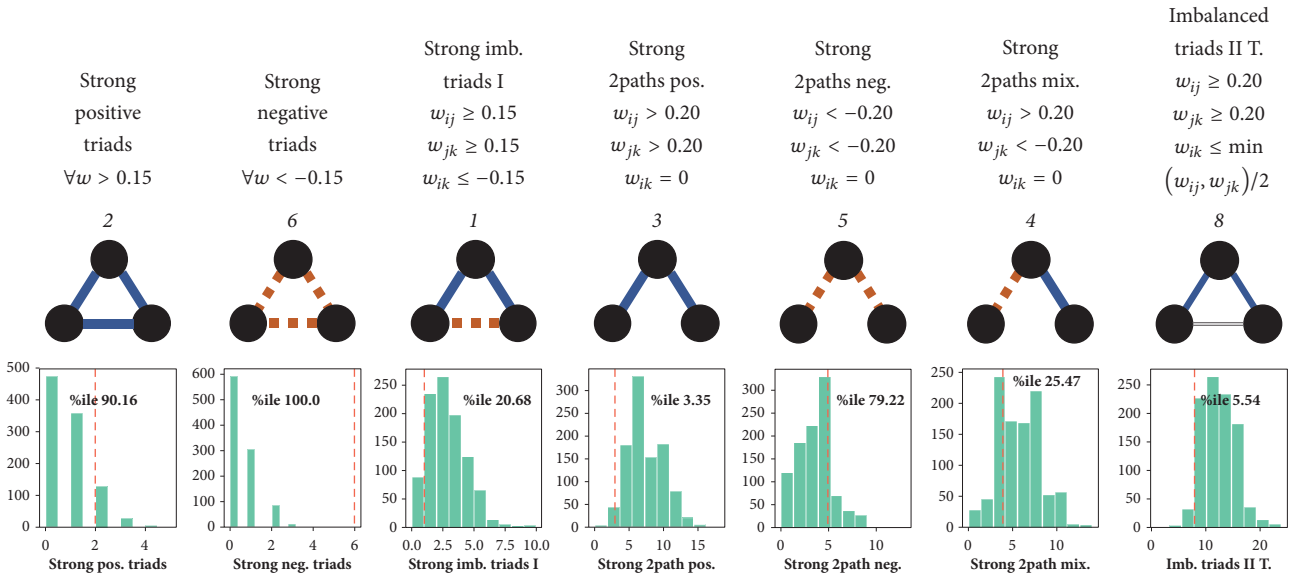 Strong
positive
triads
∀w > 0.15
2
Strong
negative
triads
∀w < −0.15
6
Strong imb.
triads I
w_ij ≥ 0.15
w_jk ≥ 0.15
w_ik ≤ −0.15
1
Strong
2paths pos.
w_ij > 0.20
w_jk > 0.20
w_ik = 0
3
Strong
2paths neg.
w_ij < −0.20
w_jk < −0.20
w_ik = 0
5
Strong
2paths mix.
w_ij > 0.20
w_jk < −0.20
w_ik = 0
4
Imbalanced
triads II T.
w_ij ≥ 0.20
w_jk ≥ 0.20
w_ik ≤ min
(w_ij, w_jk)/2
8
500
400
300
200
100
0
%ile 90.16
0 2 4
Strong pos. triads
600
500
400
300
200
100
0
%ile 100.0
0 2 4 6
Strong neg. triads
250
200
150
100
50
0
%ile 20.68
0.0 2.5 5.0 7.5 10.0
Strong imb. triads I
300
250
200
150
100
50
0
%ile 3.35
0 5 10 15
Strong 2path pos.
300
250
200
150
100
50
0
%ile 79.22
0 5 10
Strong 2path neg.
250
200
150
100
50
0
%ile 25.47
0 5 10
Strong 2path mix.
250
200
150
100
50
0
%ile 5.54
0 10 20
Imb. triads II T.